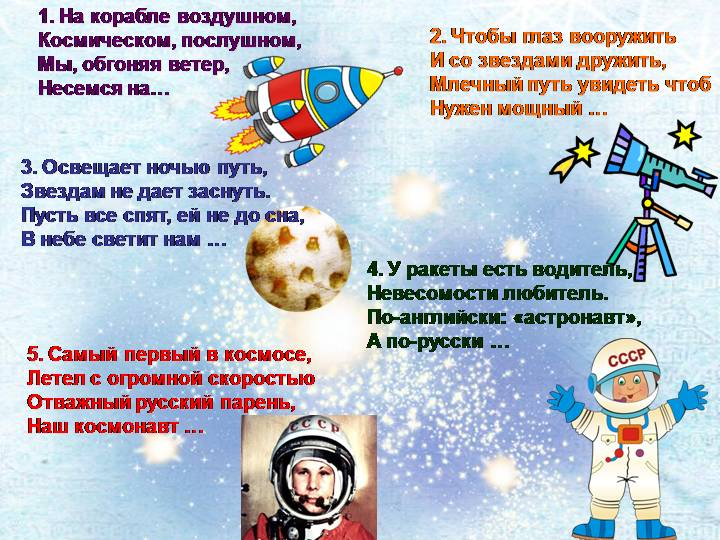 1. На корабле воздушном,
Космическом, послушном,
Мы, обгоняя ветер,
Несемся на...
2. Чтобы глаз вооружить
И со звездами дружить,
Млечный путь увидеть чтоб
Нужен мощный ...
3. Освещает ночью путь,
Звездам не дает заснуть.
Пусть все спят, ей не до сна,
В небе светит нам ...
4. У ракеты есть водитель,
Невесомости любитель.
По-английски: «астронавт»,
А по-русски ...
5. Самый первый в космосе,
Летел с огромной скоростью
Отважный русский парень,
Наш космонавт ...
СССР
СССР